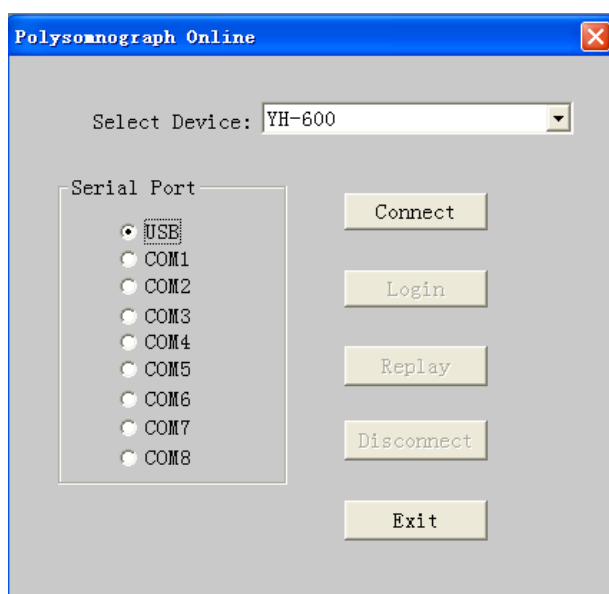 Polysomnograph Online
Select Device: YH-600
Serial Port
USB
COM1
COM2
COM3
COM4
COM5
COM6
COM7
COM8
Connect
Login
Replay
Disconnect
Exit